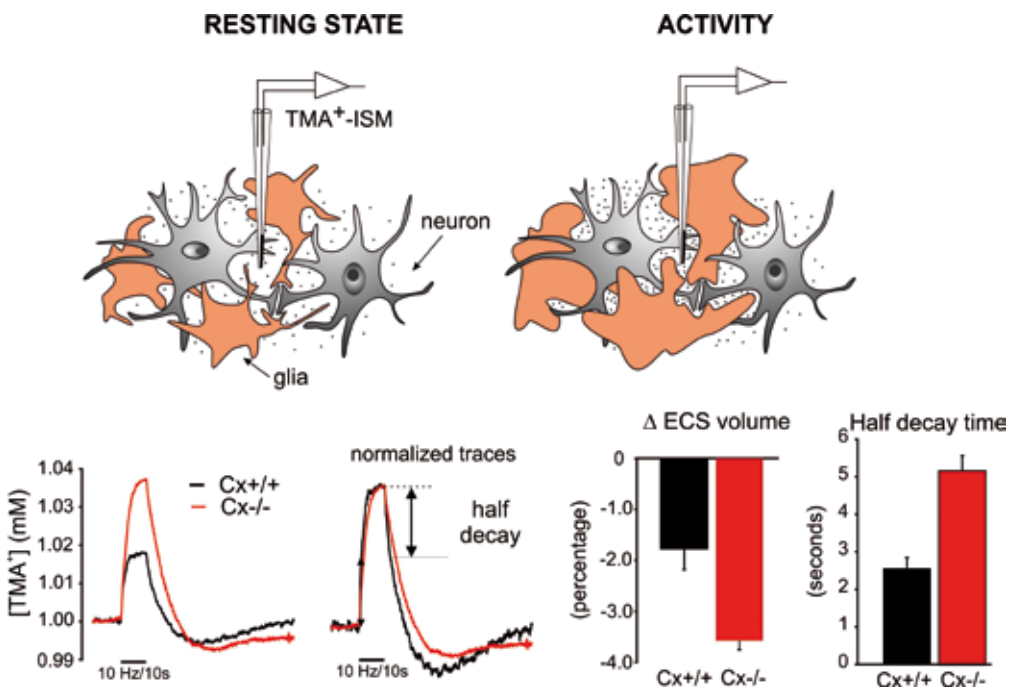 RESTING STATE
ACTIVITY
TMA+-ISM
neuron
glia
Δ ECS volume
Half decay time
normalized traces
[TMA+] (mM)
1.04
1.03
1.02
1.00
0.99
Cx+/+
Cx-/-
10 Hz/10s
half
decay
10 Hz/10s
(percentage)
0
-1.0
-2.0
-3.0
-4.0
Cx+/+ Cx-/-
(seconds)
6
5
4
3
2
1
0
Cx+/+ Cx-/-